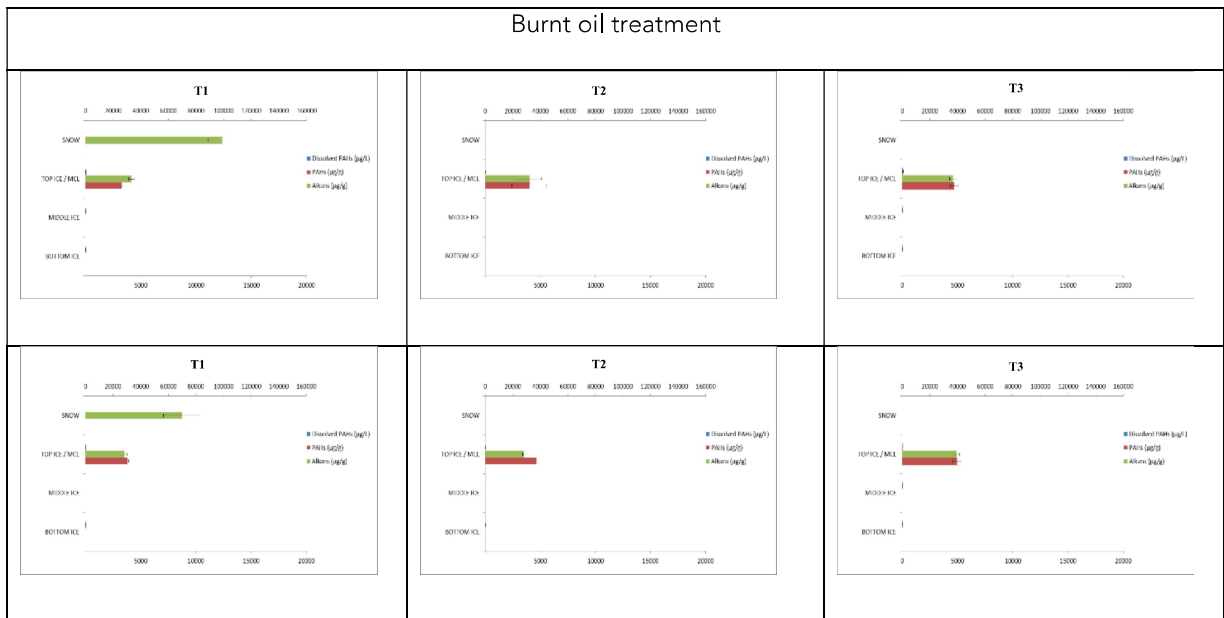 Burnt oil treatment
T1
0 20000 40000 60000 80000 100000 120000 140000 160000
SNOW
TOP ICE / MCL
MIDDLE ICE
BOTTOM ICE
Dissolved PAHs (µg/L)
PAHs (µg/g)
Alkans (µg/g)
0 5000 10000 15000 20000
T2
0 20000 40000 60000 80000 100000 120000 140000 160000
SNOW
TOP ICE / MCL
MIDDLE ICE
BOTTOM ICE
Dissolved PAHs (µg/L)
PAHs (µg/g)
Alkans (µg/g)
0 5000 10000 15000 20000
T3
0 20000 40000 60000 80000 100000 120000 140000 160000
SNOW
TOP ICE / MCL
MIDDLE ICE
BOTTOM ICE
Dissolved PAHs (µg/L)
PAHs (µg/g)
Alkans (µg/g)
0 5000 10000 15000 20000
T1
0 20000 40000 60000 80000 100000 120000 140000 160000
SNOW
TOP ICE / MCL
MIDDLE ICE
BOTTOM ICE
Dissolved PAHs (µg/L)
PAHs (µg/g)
Alkans (µg/g)
0 5000 10000 15000 20000
T2
0 20000 40000 60000 80000 100000 120000 140000 160000
SNOW
TOP ICE / MCL
MIDDLE ICE
BOTTOM ICE
Dissolved PAHs (µg/L)
PAHs (µg/g)
Alkans (µg/g)
0 5000 10000 15000 20000
T3
0 20000 40000 60000 80000 100000 120000 140000 160000
SNOW
TOP ICE / MCL
MIDDLE ICE
BOTTOM ICE
Dissolved PAHs (µg/L)
PAHs (µg/g)
Alkans (µg/g)
0 5000 10000 15000 20000